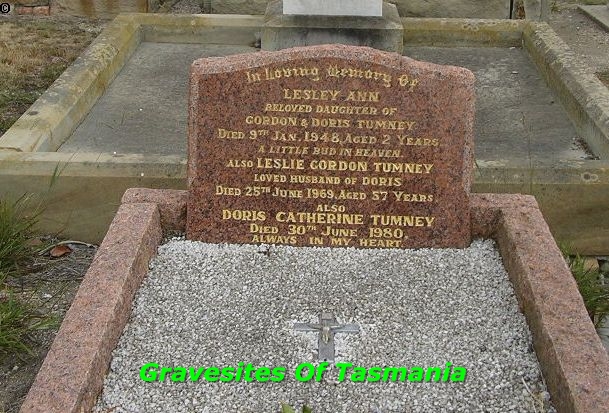 ©
In Loving Memory Of
LESLEY ANN
BELOVED DAUGHTER OF
GORDON & DORIS TUMNEY
DIED 9TH JAN. 1948, AGED 2 YEARS
A LITTLE BUD IN HEAVEN.
ALSO LESLIE GORDON TUMNEY
LOVED HUSBAND OF DORIS
DIED 25TH JUNE 1969, AGED 57 YEARS
ALSO
DORIS CATHERINE TUMNEY
DIED 30TH JUNE 1980.
ALWAYS IN MY HEART.
Gravesites Of Tasmania